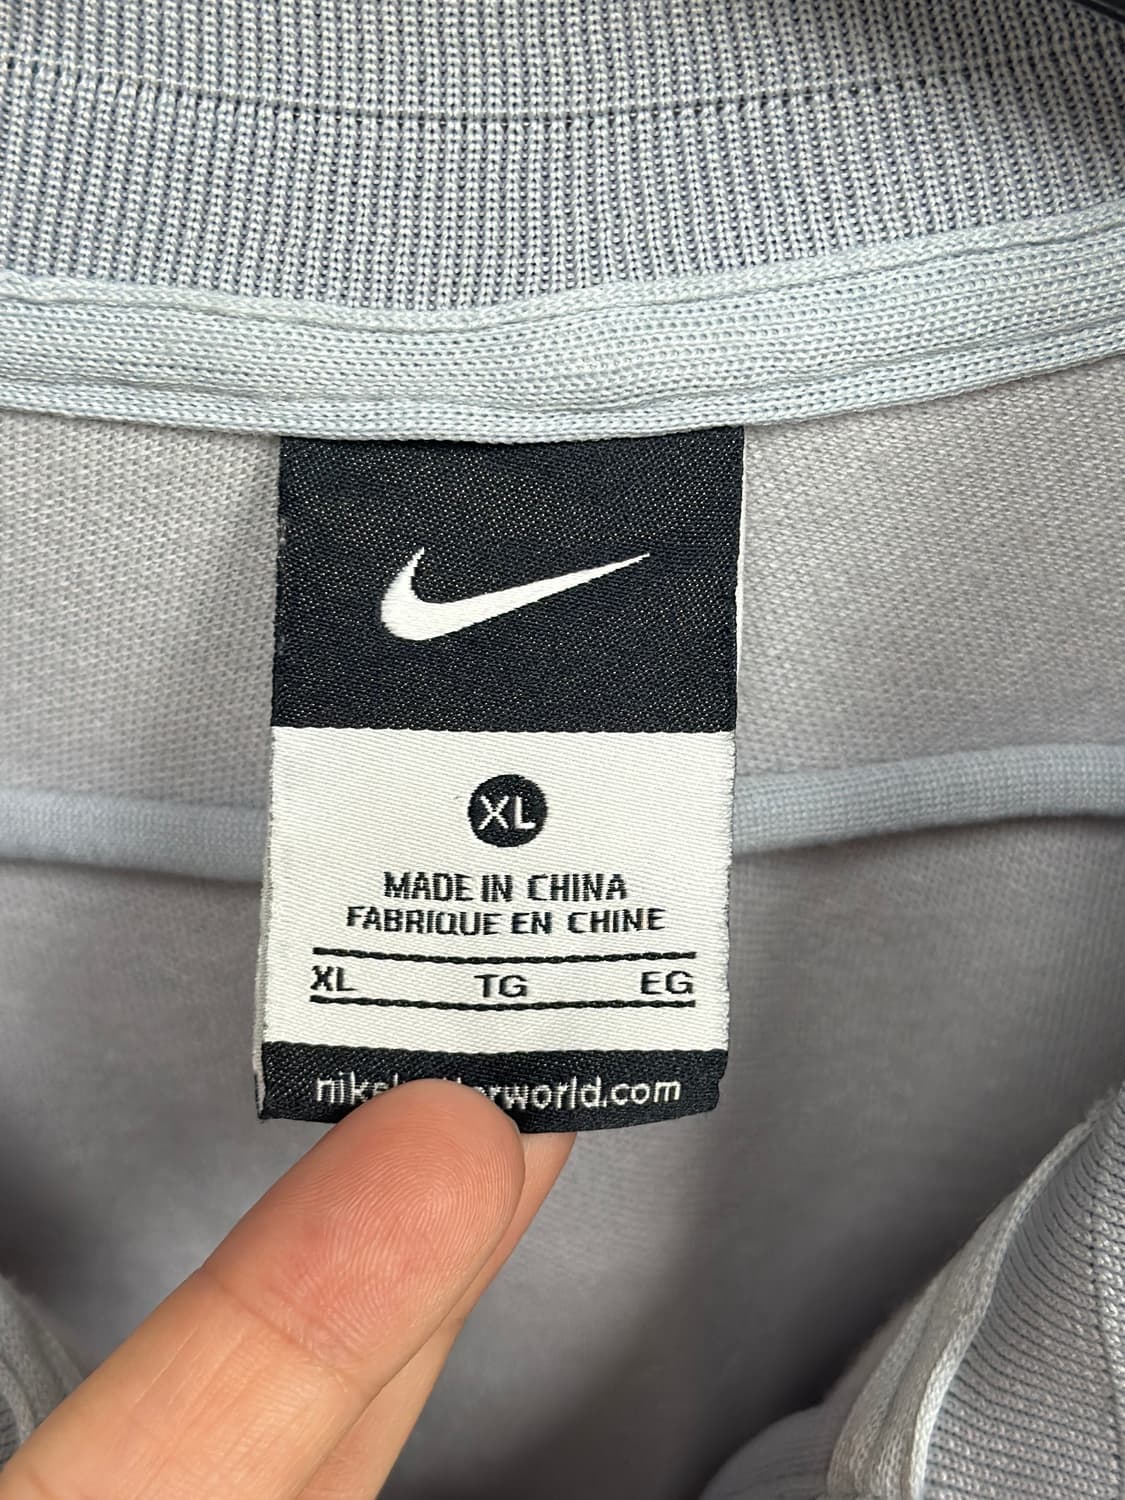 XL
MADE IN CHINA
FABRIQUE EN CHINE
XL TG EG